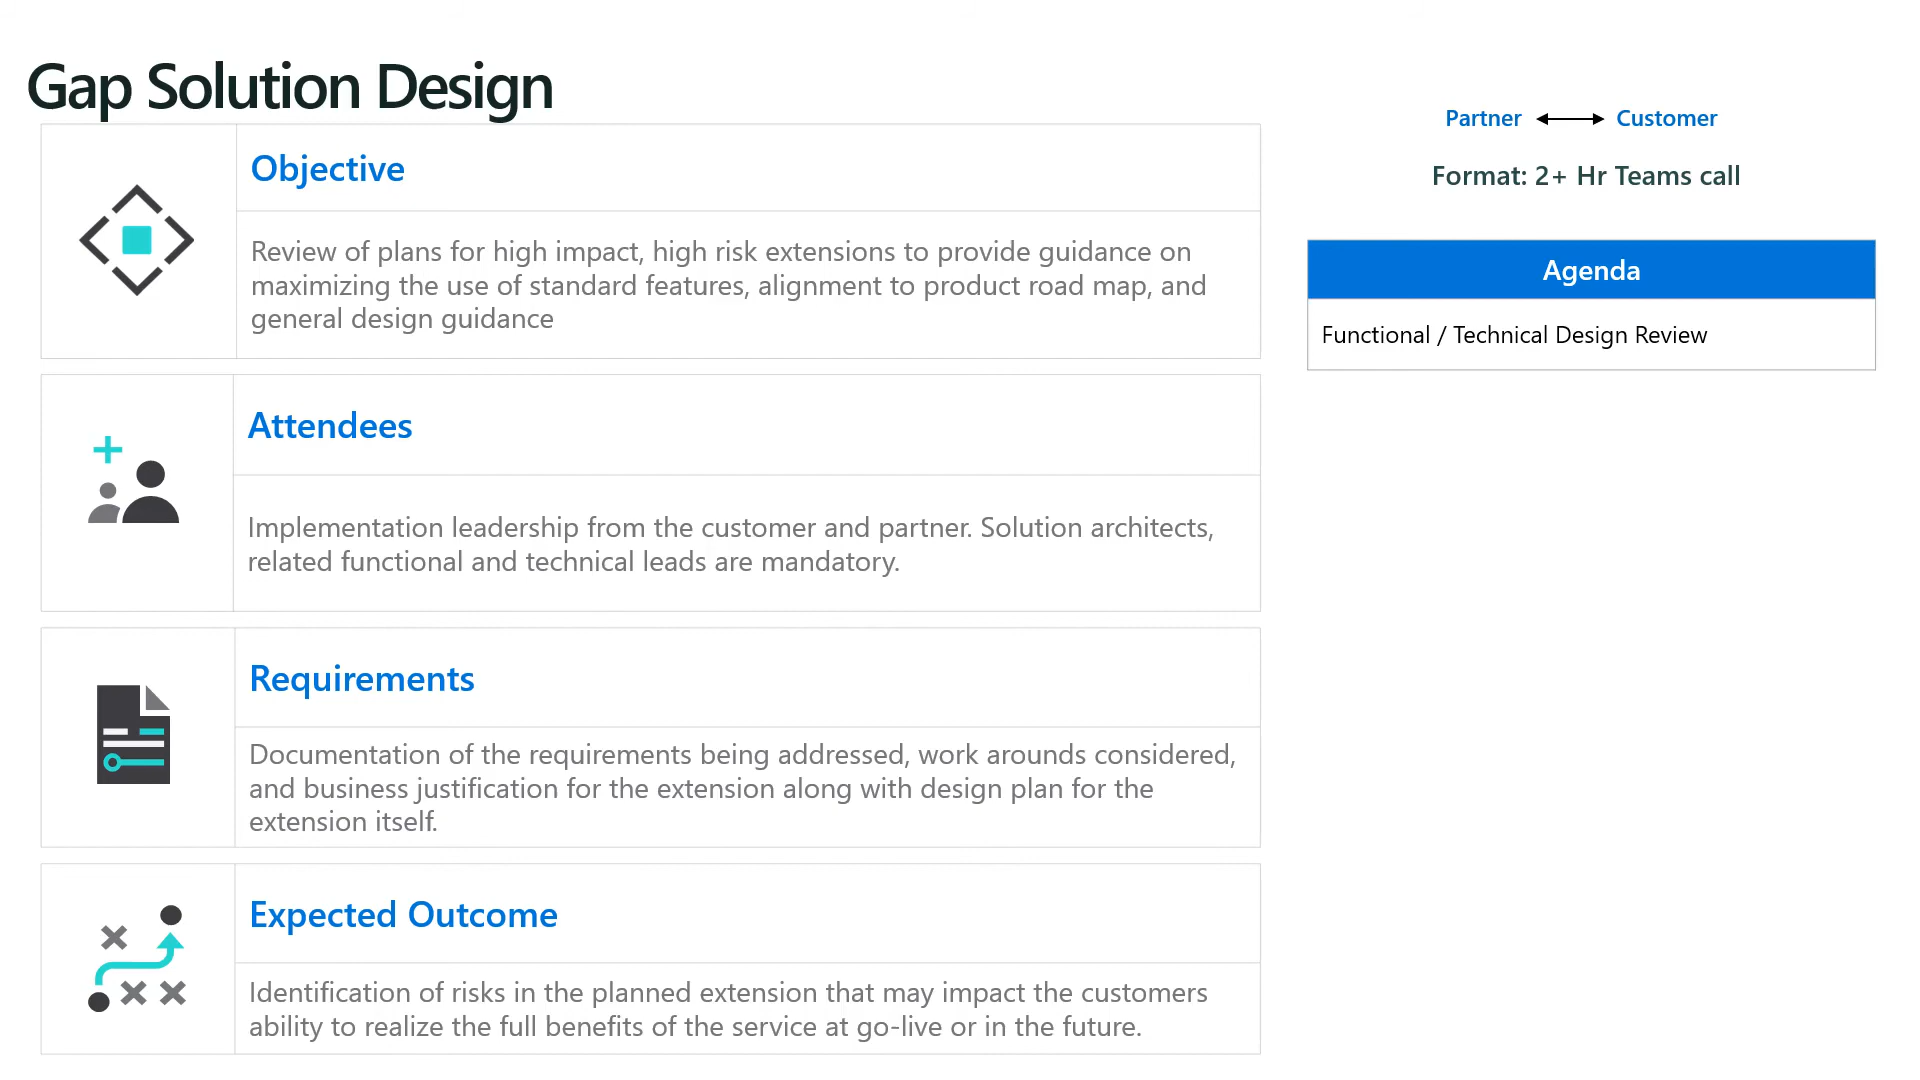 Gap Solution Design
Objective
Review of plans for high impact, high risk extensions to provide guidance on
maximizing the use of standard features, alignment to product road map, and
general design guidance
Attendees
Implementation leadership from the customer and partner. Solution architects,
related functional and technical leads are mandatory.
Requirements
Documentation of the requirements being addressed, work arounds considered,
and business justification for the extension along with design plan for the
extension itself.
Expected Outcome
Identification of risks in the planned extension that may impact the customers
ability to realize the full benefits of the service at go-live or in the future.
Partner Customer
Format: 2+ Hr Teams call
Agenda
Functional / Technical Design Review